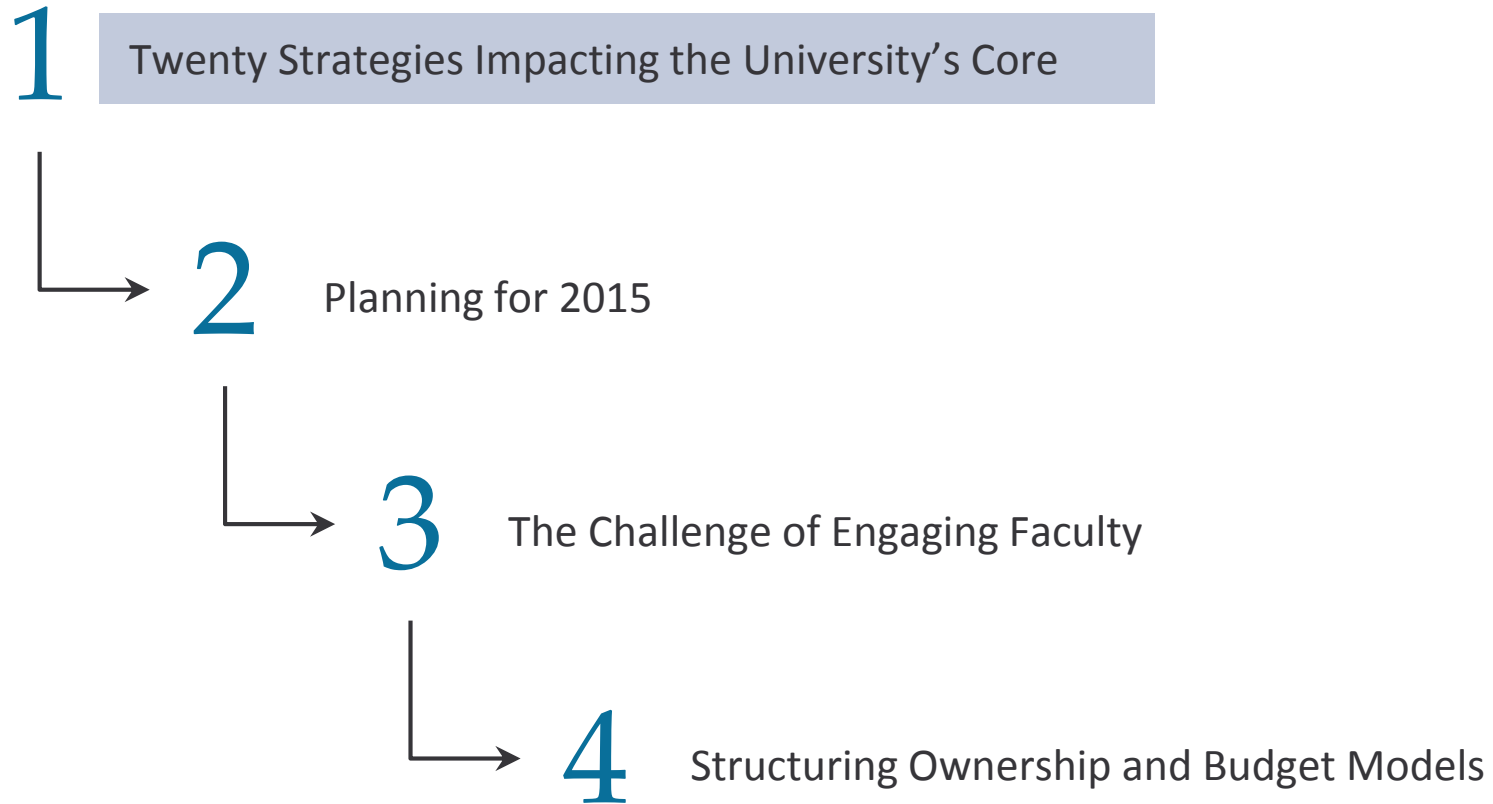 1 Twenty Strategies Impacting the University’s Core
2 Planning for 2015
3 The Challenge of Engaging Faculty
4 Structuring Ownership and Budget Models